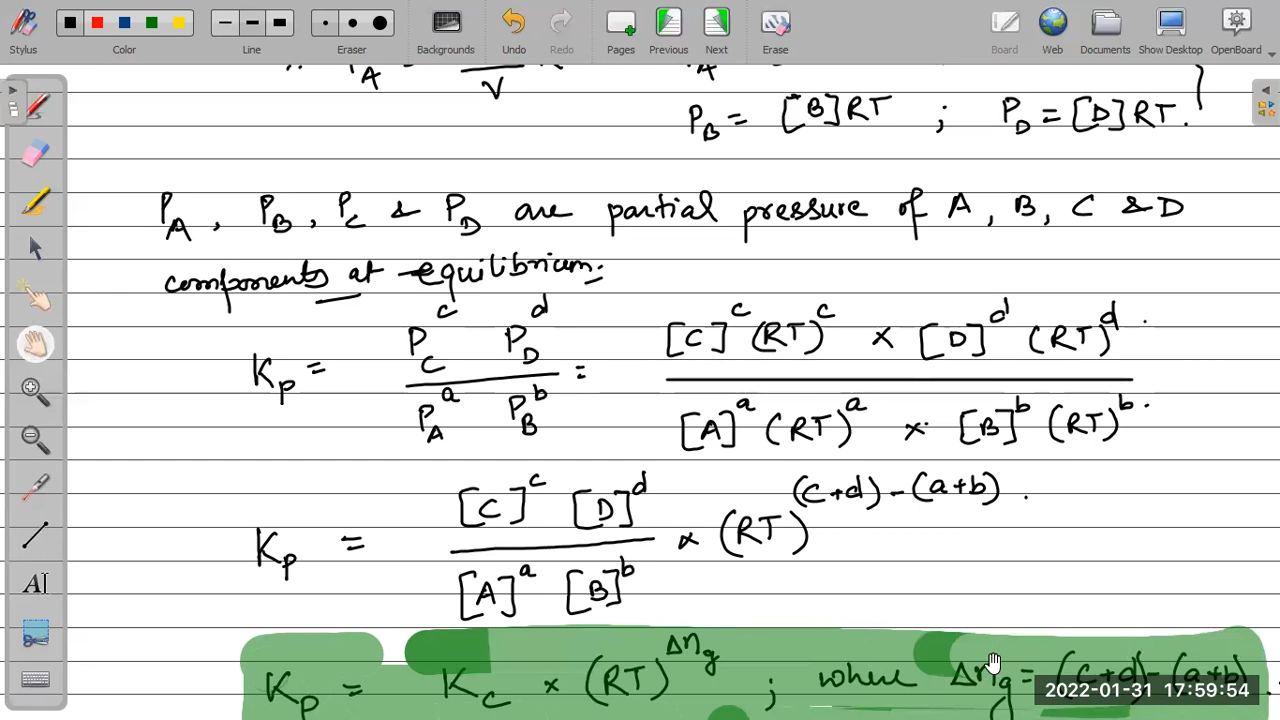 Stylus Color Line Eraser Backgrounds Undo Redo Pages Previous Next Erase Board Web Documents Show Desktop OpenBoard
P_A
V
A
P_B = [B]RT ; P_D = [D]RT.
P_A, P_B, P_C & P_D are partial pressure of A, B, C & D
components at equilibrium.
K_p = P_C^c P_D^d / P_A^a P_B^b = [C]^c (RT)^c × [D]^d (RT)^d / [A]^a (RT)^a × [B]^b (RT)^b
K_p = [C]^c [D]^d / [A]^a [B]^b × (RT)^(c+d)-(a+b)
K_p = K_c × (RT)^Δn_g ; where Δn_g = (c+d)-(a+b).
2022-01-31 17:59:54